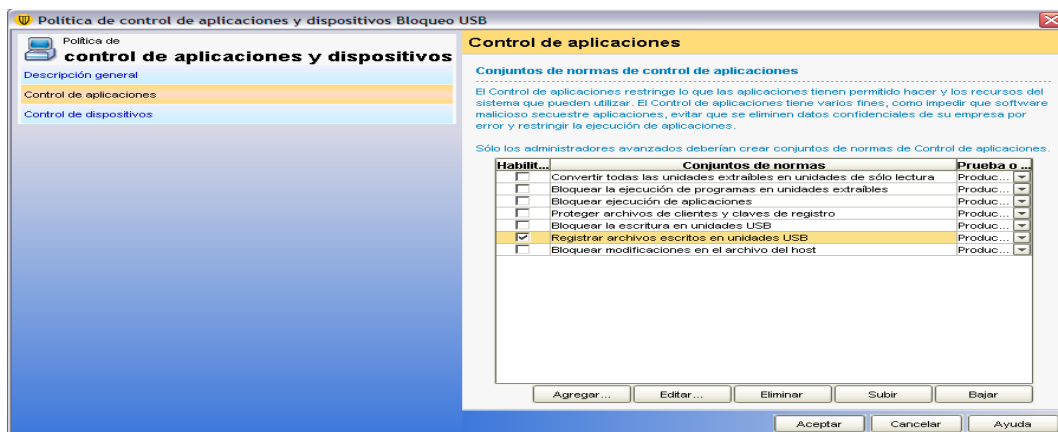 Política de control de aplicaciones y dispositivos Bloqueo USB
Política de
control de aplicaciones y dispositivos
Descripción general
Control de aplicaciones
Control de dispositivos
Control de aplicaciones
Conjuntos de normas de control de aplicaciones
El Control de aplicaciones restringe lo que las aplicaciones tienen permitido hacer y los recursos del
sistema que pueden utilizar. El Control de aplicaciones tiene varios fines, como impedir que software
malicioso secuestre aplicaciones, evitar que se eliminen datos confidenciales de su empresa por
error y restringir la ejecución de aplicaciones.
Sólo los administradores avanzados deberían crear conjuntos de normas de Control de aplicaciones.
Habilit... Conjuntos de normas Prueba o ...
Convertir todas las unidades extraíbles en unidades de sólo lectura Produc...
Bloquear la ejecución de programas en unidades extraíbles Produc...
Bloquear ejecución de aplicaciones Produc...
Proteger archivos de clientes y claves de registro Produc...
Bloquear la escritura en unidades USB Produc...
Registrar archivos escritos en unidades USB Produc...
Bloquear modificaciones en el archivo del host Produc...
Agregar... Editar... Eliminar Subir Bajar
Aceptar Cancelar Ayuda